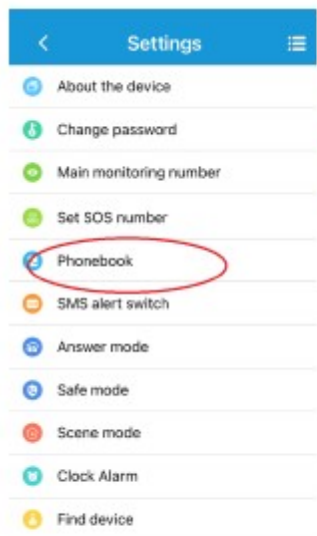 Settings
About the device
Change password
Main monitoring number
Set SOS number
Phonebook
SMS alert switch
Answer mode
Safe mode
Scene mode
Clock Alarm
Find device